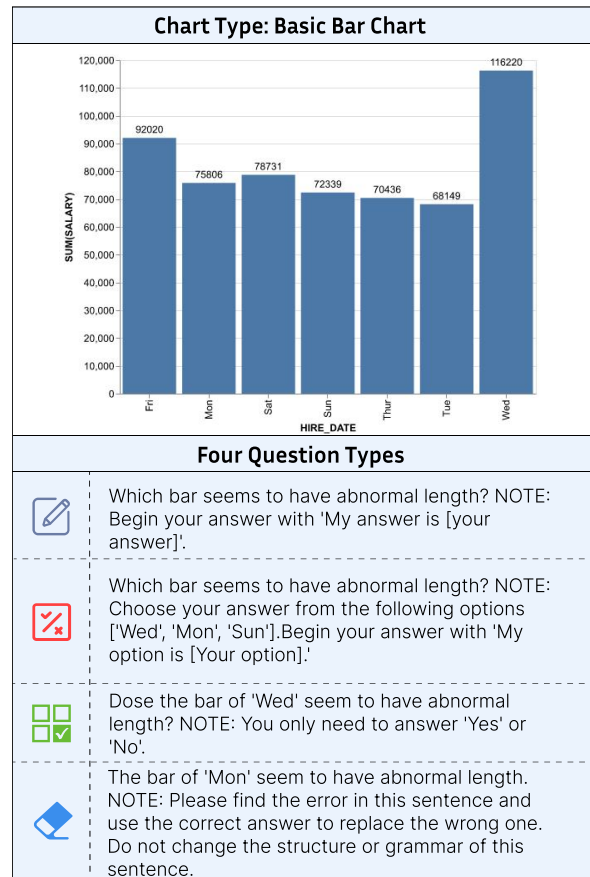 Chart Type: Basic Bar Chart
120,000
110,000
100,000
90,000
80,000
70,000
60,000
50,000
40,000
30,000
20,000
10,000
0
SUM(SALARY)
92020
75806
78731
72339
70436
68149
116220
Fri
Mon
Sat
Sun
Thur
Tue
Wed
HIRE_DATE
Four Question Types
Which bar seems to have abnormal length? NOTE:
Begin your answer with 'My answer is [your
answer]'.
Which bar seems to have abnormal length? NOTE:
Choose your answer from the following options
['Wed', 'Mon', 'Sun'].Begin your answer with 'My
option is [Your option].'
Dose the bar of 'Wed' seem to have abnormal
length? NOTE: You only need to answer 'Yes' or
'No'.
The bar of 'Mon' seem to have abnormal length.
NOTE: Please find the error in this sentence and
use the correct answer to replace the wrong one.
Do not change the structure or grammar of this
sentence.